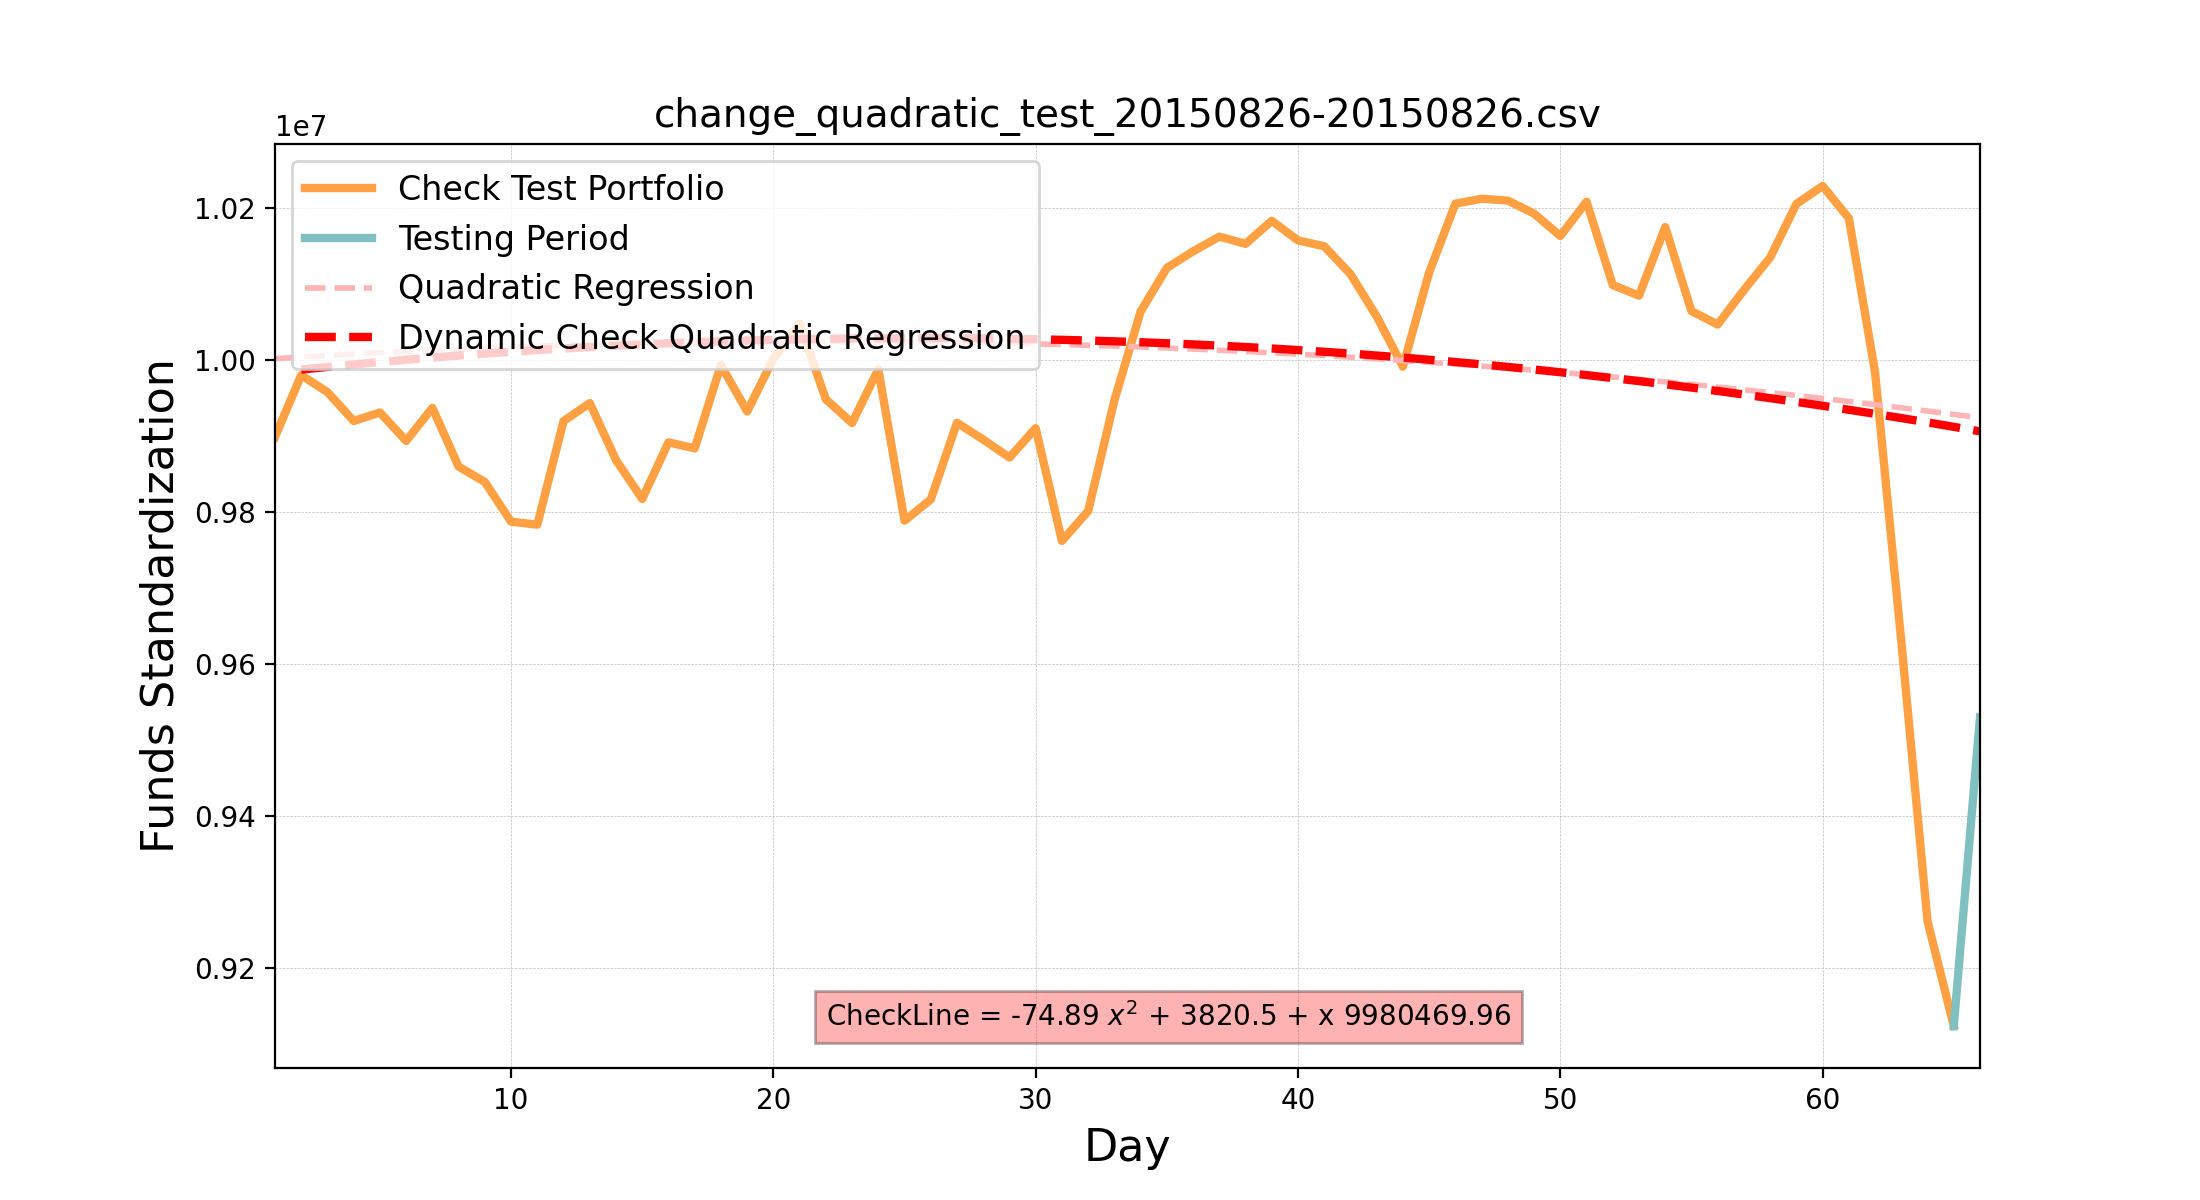 change_quadratic_test_20150826-20150826.csv
1e7
Check Test Portfolio
Testing Period
Quadratic Regression
Dynamic Check Quadratic Regression
1.02
1.00
0.98
0.96
0.94
0.92
Funds Standardization
CheckLine = -74.89 x² + 3820.5 + x 9980469.96
10 20 30 40 50 60
Day